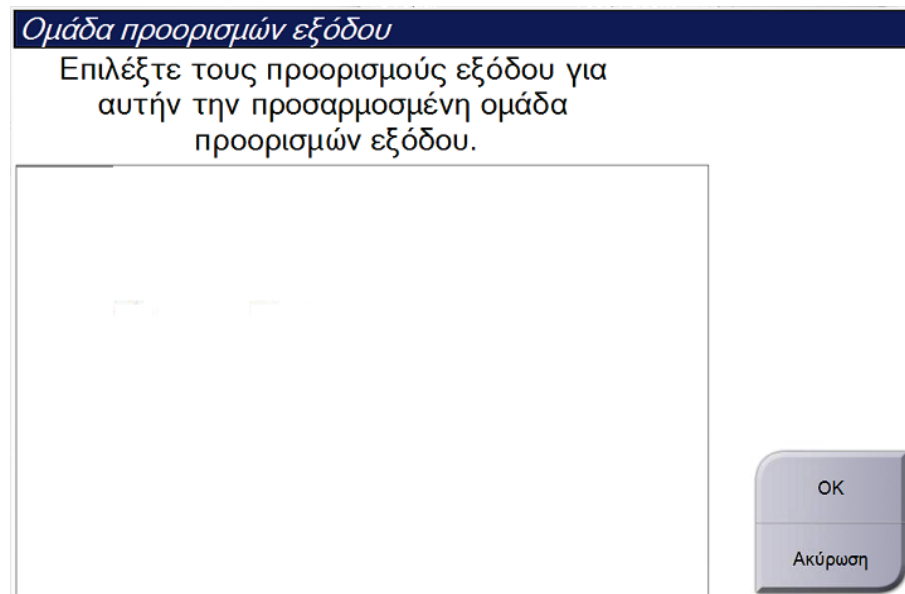 Ομάδα προορισμών εξόδου
Επιλέξτε τους προορισμούς εξόδου για
αυτήν την προσαρμοσμένη ομάδα
προορισμών εξόδου.
OK
Ακύρωση